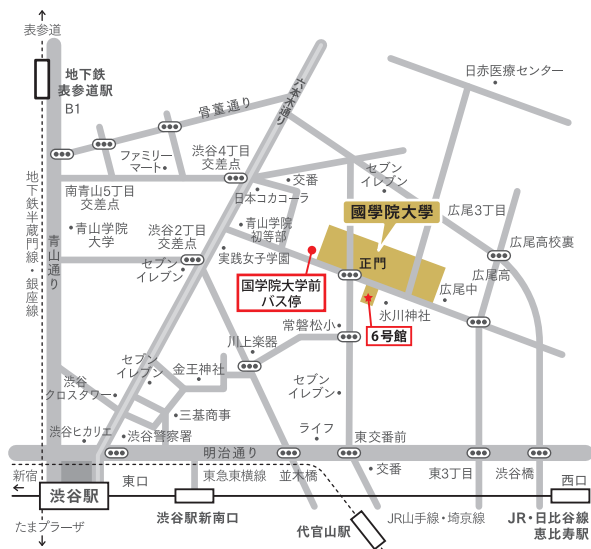 表参道
地下鉄
表参道駅
B1
骨董通り
六本木通り
日赤医療センター
渋谷4丁目
交差点
ファミリー
マート
交番
セブン
イレブン
南青山5丁目
交差点
日本コカコーラ
國學院大學
広尾3丁目
地下鉄半蔵門線・銀座線
青山通り
青山学院
大学
渋谷2丁目
交差点
青山学院
初等部
正門
広尾高校裏
セブン
イレブン
実践女子学園
国学院大学前
バス停
広尾高
広尾中
氷川神社
6号館
常磐松小
川上楽器
セブン
イレブン
金王神社
渋谷
クロスタワー
セブン
イレブン
三基商事
ライフ
渋谷ヒカリエ
渋谷警察署
明治通り
東交番前
新宿
渋谷駅
東口
東急東横線
並木橋
交番
東3丁目
渋谷橋
西口
たまプラーザ
渋谷駅新南口
代官山駅
JR山手線・埼京線
JR・日比谷線
恵比寿駅